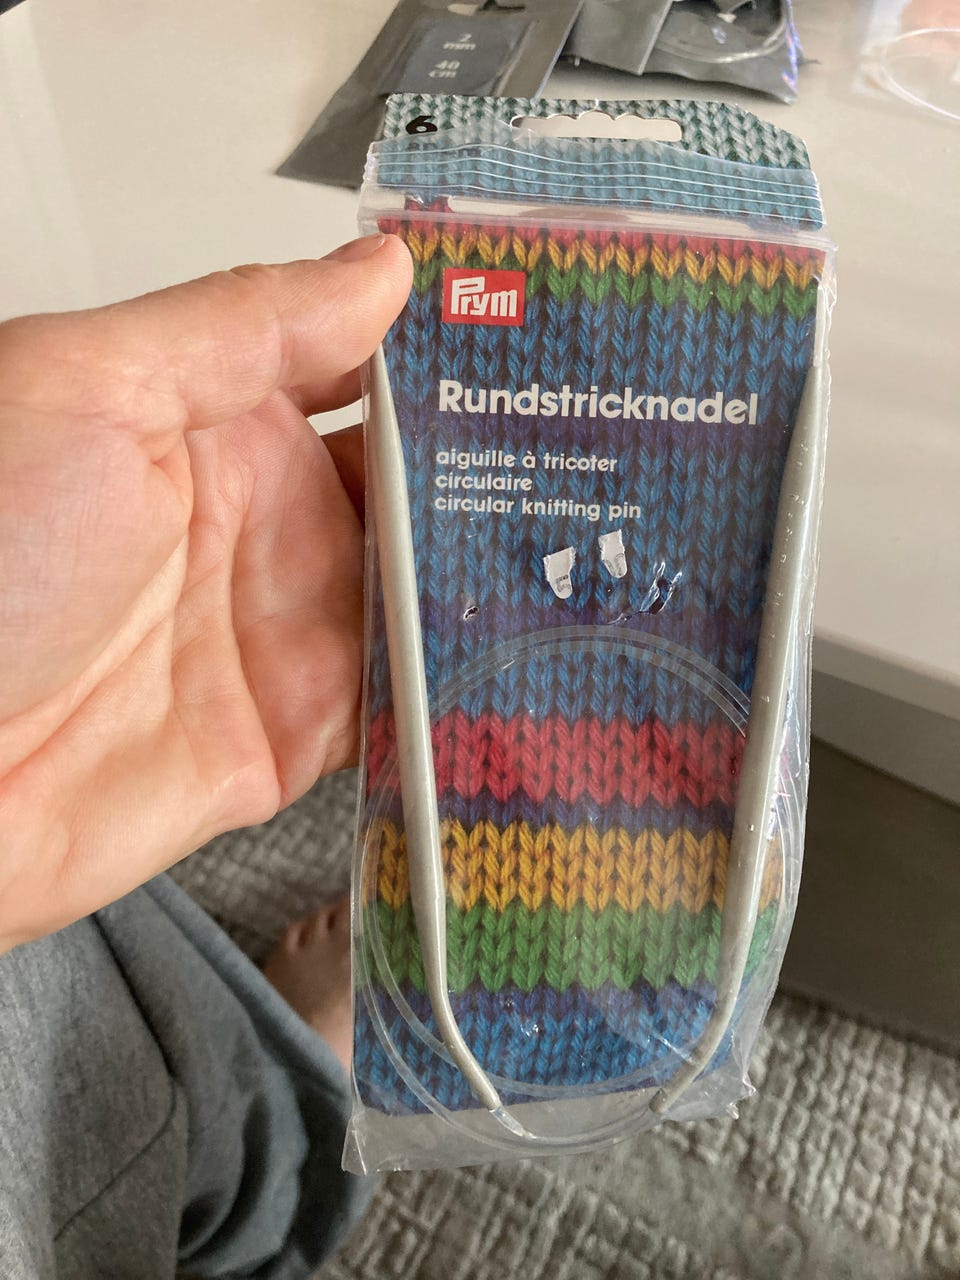 2
mm
40
cm
6
Prym
Rundstricknadel
aiguille à tricoter
circulaire
circular knitting pin